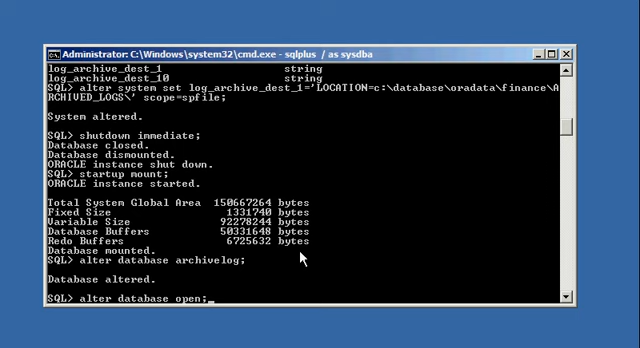 Administrator: C:\Windows\system32\cmd.exe - sqlplus / as sysdba
log_archive_dest_1                   string
log_archive_dest_10                  string
SQL> alter system set log_archive_dest_1='LOCATION=c:\database\oradata\finance\A
RCHIVED_LOGS\' scope=spfile;
System altered.
SQL> shutdown immediate;
Database closed.
Database dismounted.
ORACLE instance shut down.
SQL> startup mount;
ORACLE instance started.
Total System Global Area  150667264 bytes
Fixed Size                  1331740 bytes
Variable Size              92278244 bytes
Database Buffers           50331648 bytes
Redo Buffers                6725632 bytes
Database mounted.
SQL> alter database archivelog;
Database altered.
SQL> alter database open;_